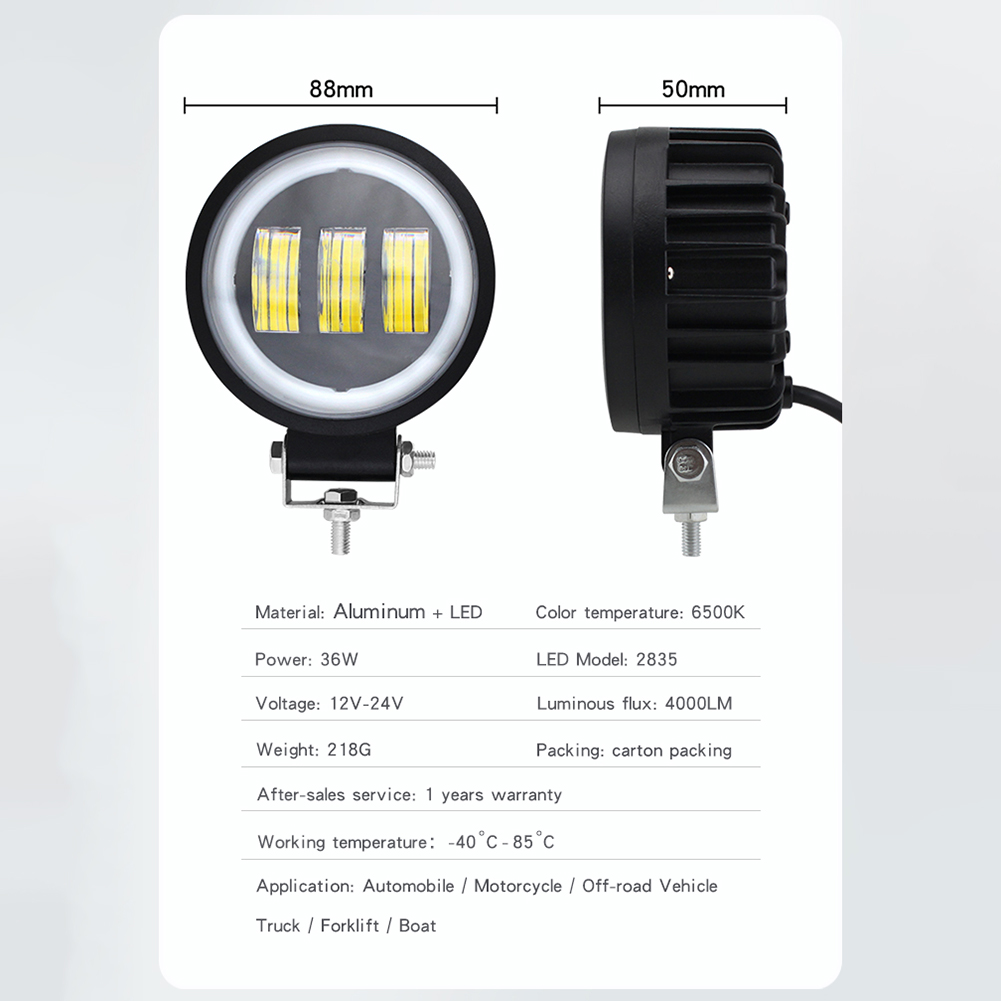 88mm 50mm
Material: Aluminum + LED Color temperature: 6500K
Power: 36W LED Model: 2835
Voltage: 12V-24V Luminous flux: 4000LM
Weight: 218G Packing: carton packing
After-sales service: 1 years warranty
Working temperature: -40°C - 85°C
Application: Automobile / Motorcycle / Off-road Vehicle
Truck / Forklift / Boat